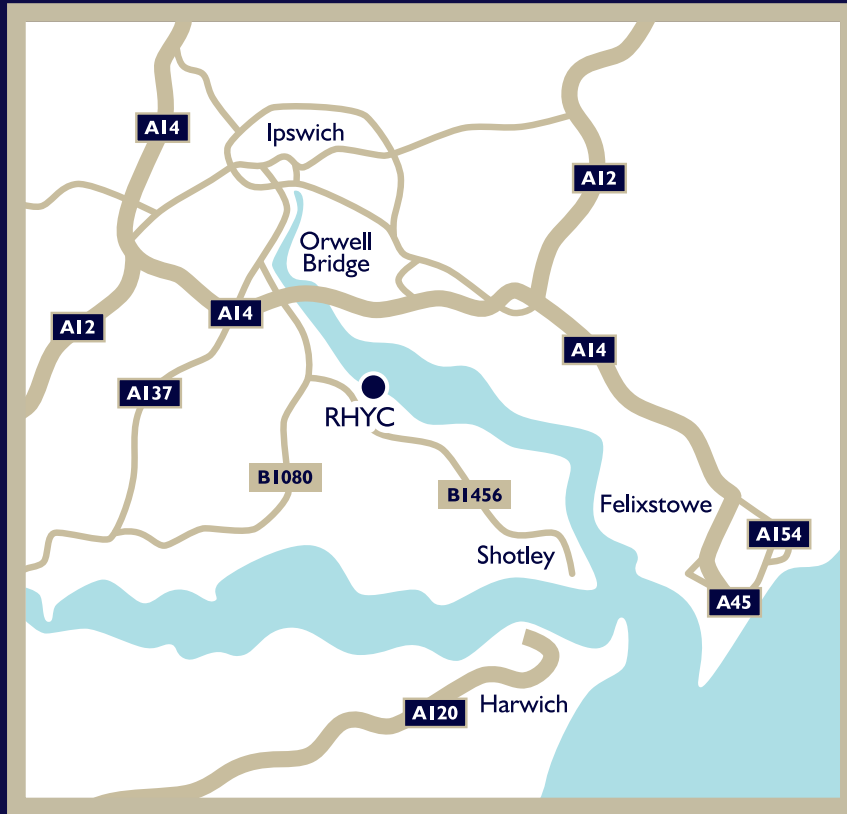 A14
Ipswich
A12
Orwell
Bridge
A14
A12
A14
A137
RHYC
B1080
B1456
Felixstowe
A154
Shotley
A45
Harwich
A120